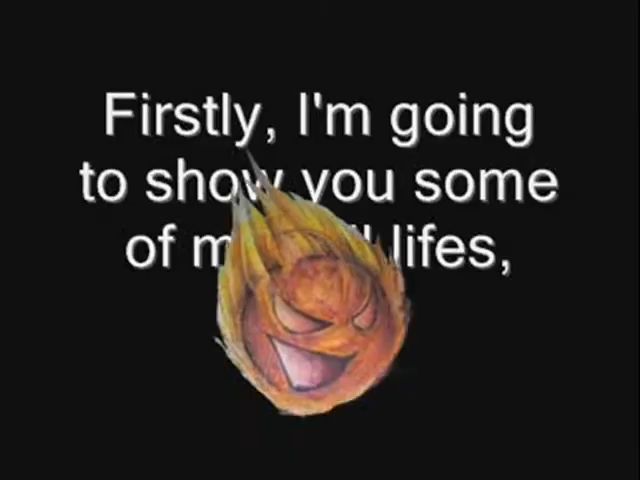 Firstly, I'm going
to show you some
of lifes,